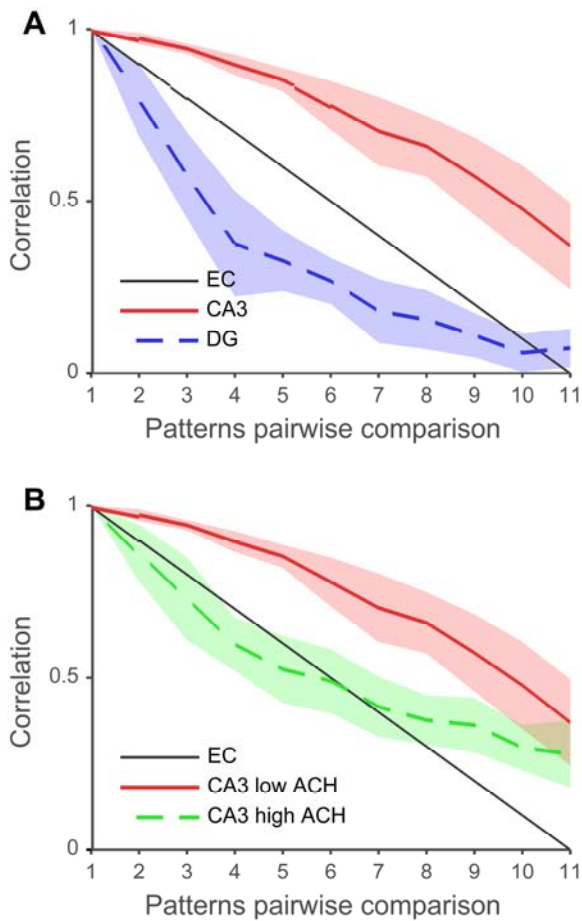 A
1
0.5
0
Correlation
EC
CA3
DG
1 2 3 4 5 6 7 8 9 10 11
Patterns pairwise comparison
B
1
0.5
0
Correlation
EC
CA3 low ACH
CA3 high ACH
1 2 3 4 5 6 7 8 9 10 11
Patterns pairwise comparison